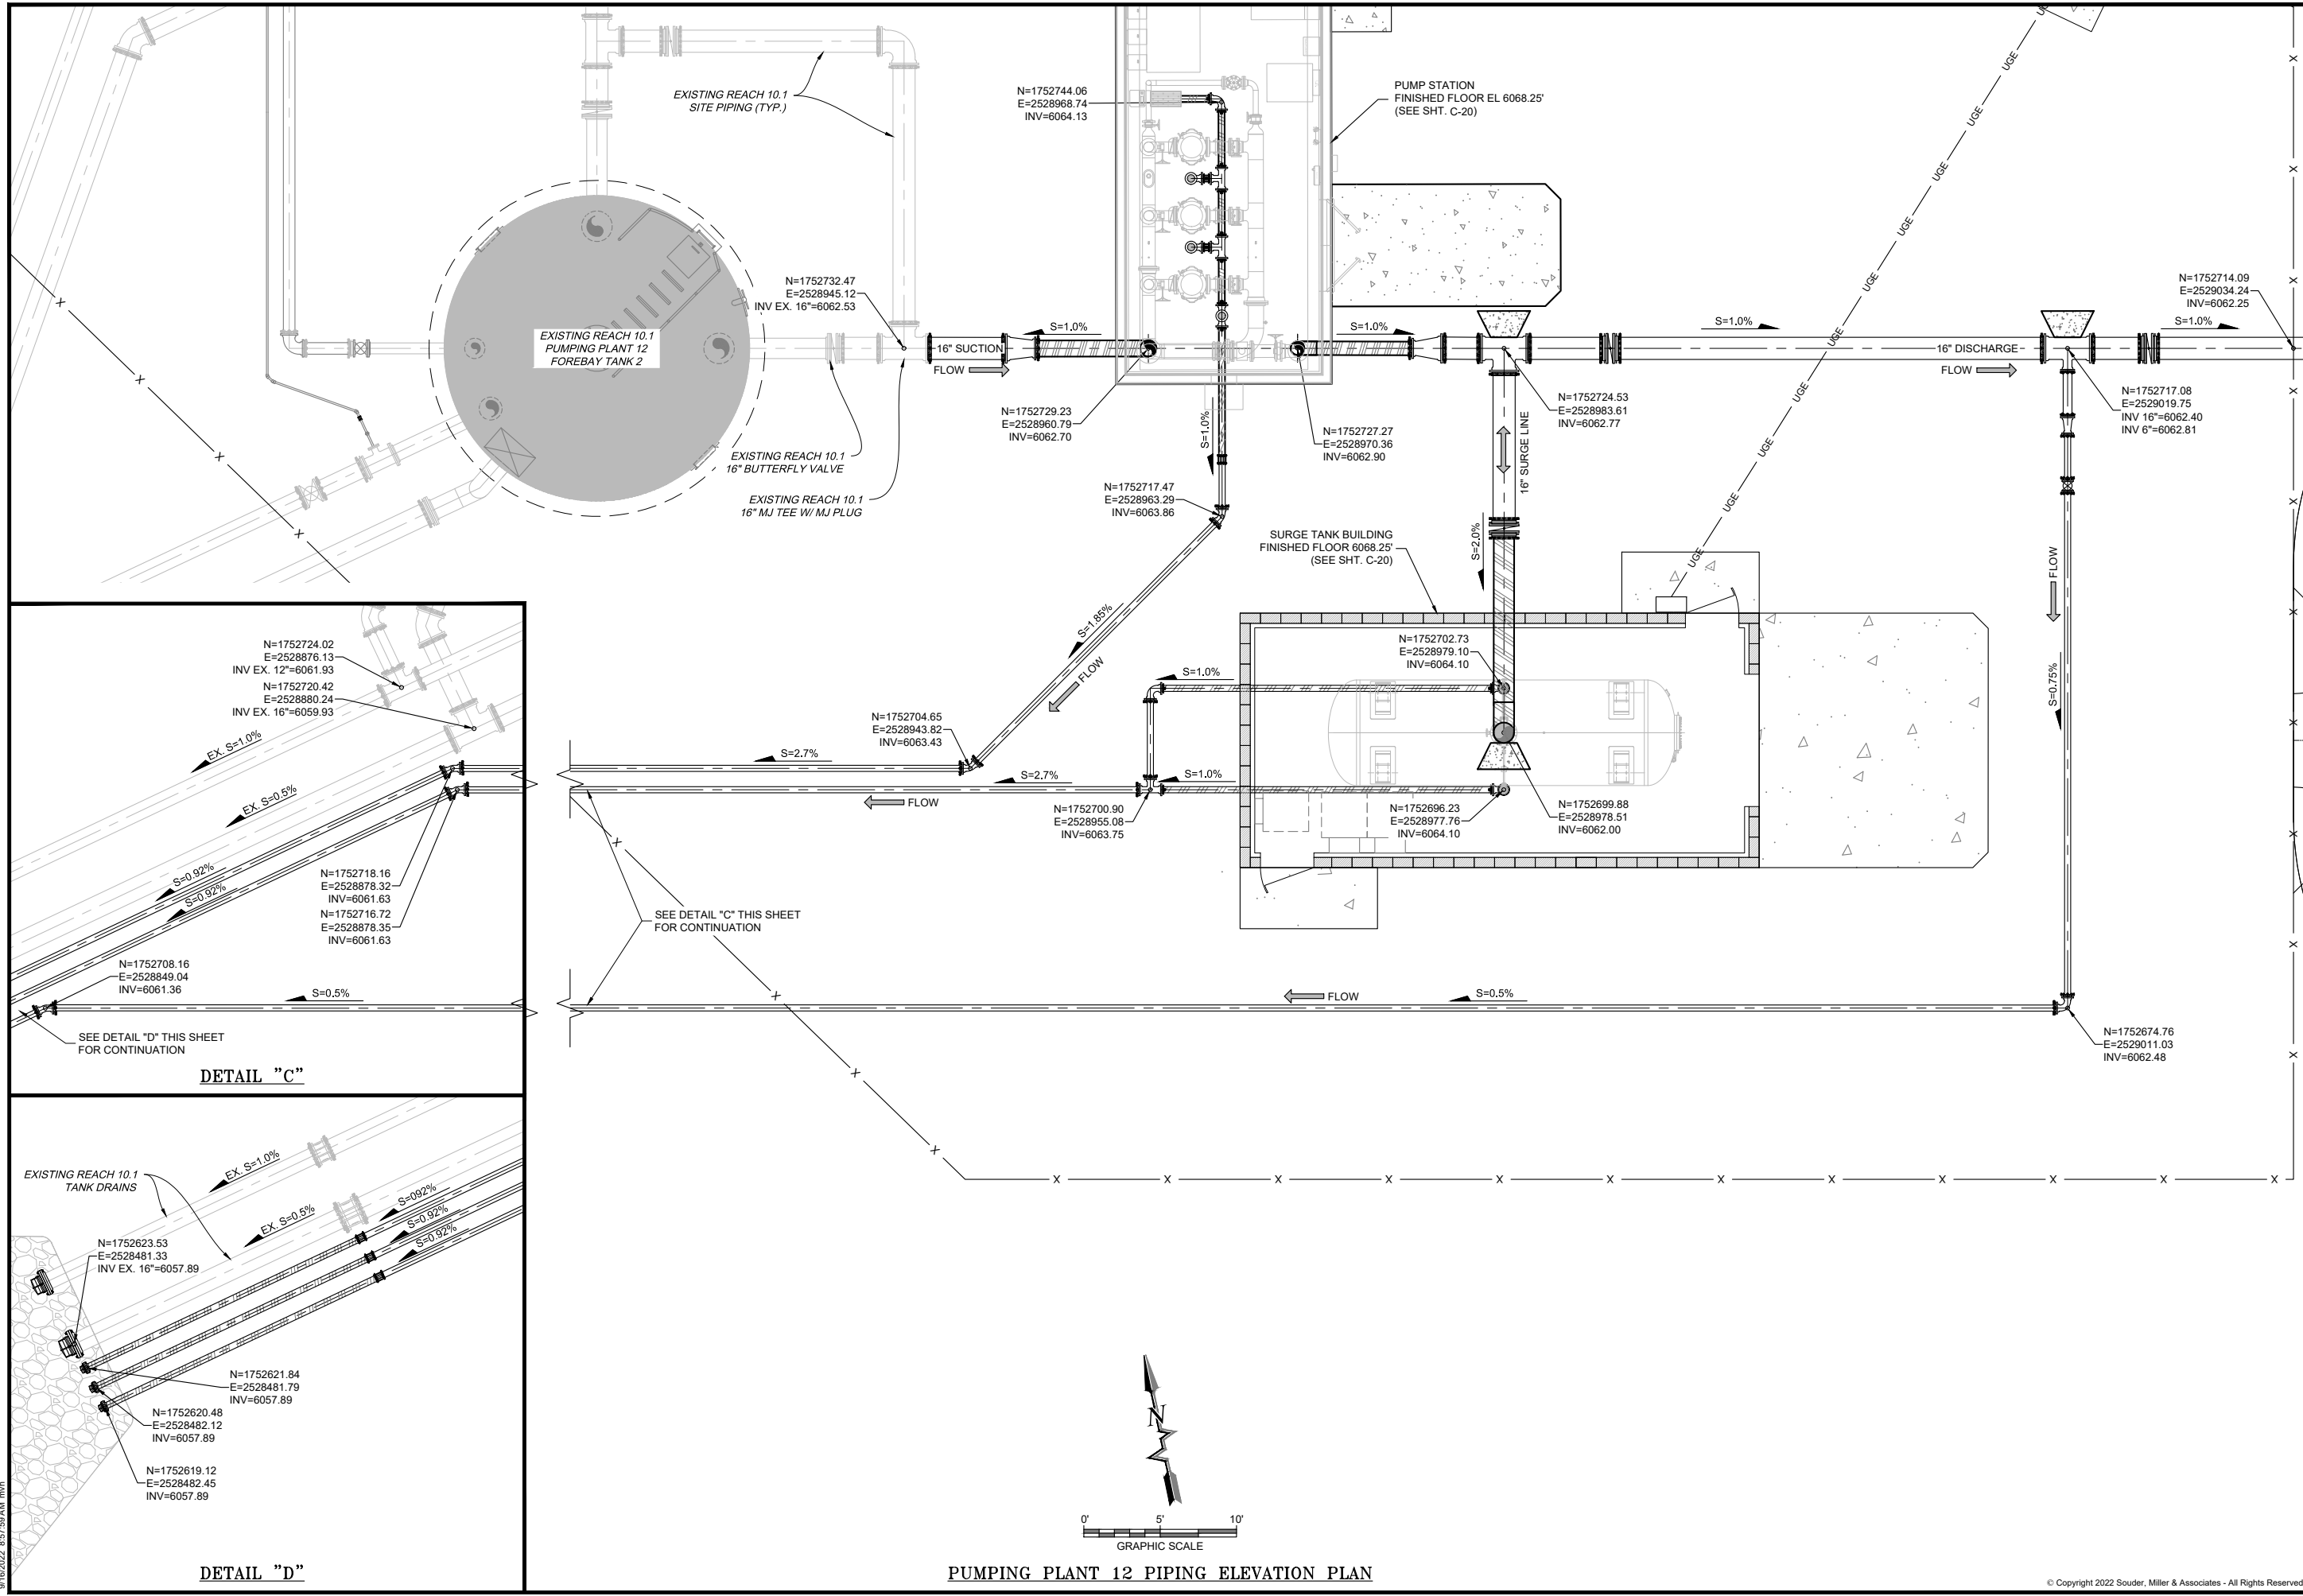 EXISTING REACH 10.1
SITE PIPING (TYP.)
N=1752744.06
E=2528968.74
INV=6064.13
PUMP STATION
FINISHED FLOOR EL 6068.25'
(SEE SHT. C-20)
UGE
UGE
UGE
UGE
UGE
UGE
UGE
UGE
UGE
UGE
UGE
EXISTING REACH 10.1
PUMPING PLANT 12
FOREBAY TANK 2
N=1752732.47
E=2528945.12
INV EX. 16"=6062.53
16" SUCTION
FLOW
S=1.0%
S=1.0%
S=1.0%
S=1.0%
16" DISCHARGE
FLOW
N=1752714.09
E=2529034.24
INV=6062.25
N=1752729.23
E=2528960.79
INV=6062.70
N=1752727.27
E=2528970.36
INV=6062.90
N=1752724.53
E=2528983.61
INV=6062.77
N=1752717.08
E=2529019.75
INV 16"=6062.40
INV 6"=6062.81
EXISTING REACH 10.1
16" BUTTERFLY VALVE
EXISTING REACH 10.1
16" MJ TEE W/ MJ PLUG
S=1.0%
16" SURGE LINE
S=2.0%
N=1752717.47
E=2528963.29
INV=6063.86
SURGE TANK BUILDING
FINISHED FLOOR 6068.25'
(SEE SHT. C-20)
S=1.85%
FLOW
FLOW
S=0.75%
N=1752702.73
E=2528979.10
INV=6064.10
S=1.0%
N=1752704.65
E=2528943.82
INV=6063.43
S=2.7%
S=2.7%
S=1.0%
FLOW
N=1752700.90
E=2528955.08
INV=6063.75
N=1752696.23
E=2528977.76
INV=6064.10
N=1752699.88
E=2528978.51
INV=6062.00
SEE DETAIL "C" THIS SHEET
FOR CONTINUATION
FLOW
S=0.5%
N=1752674.76
E=2529011.03
INV=6062.48
N=1752724.02
E=2528876.13
INV EX. 12"=6061.93
N=1752720.42
E=2528880.24
INV EX. 16"=6059.93
EX. S=1.0%
EX. S=0.5%
S=0.92%
S=0.92%
N=1752718.16
E=2528878.32
INV=6061.63
N=1752716.72
E=2528878.35
INV=6061.63
N=1752708.16
E=2528849.04
INV=6061.36
S=0.5%
SEE DETAIL "D" THIS SHEET
FOR CONTINUATION
DETAIL "C"
EXISTING REACH 10.1
TANK DRAINS
EX. S=1.0%
EX. S=0.5%
S=092%
S=0.92%
S=0.92%
N=1752623.53
E=2528481.33
INV EX. 16"=6057.89
N=1752621.84
E=2528481.79
INV=6057.89
N=1752620.48
E=2528482.12
INV=6057.89
N=1752619.12
E=2528482.45
INV=6057.89
DETAIL "D"
N
0' 5' 10'
GRAPHIC SCALE
PUMPING PLANT 12 PIPING ELEVATION PLAN
© Copyright 2022 Souder, Miller & Associates - All Rights Reserved